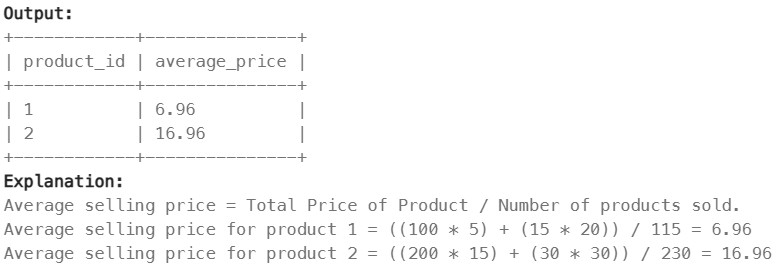 Output:
+------------+---------------+
| product_id | average_price |
+------------+---------------+
| 1          | 6.96          |
| 2          | 16.96         |
+------------+---------------+
Explanation:
Average selling price = Total Price of Product / Number of products sold.
Average selling price for product 1 = ((100 * 5) + (15 * 20)) / 115 = 6.96
Average selling price for product 2 = ((200 * 15) + (30 * 30)) / 230 = 16.96